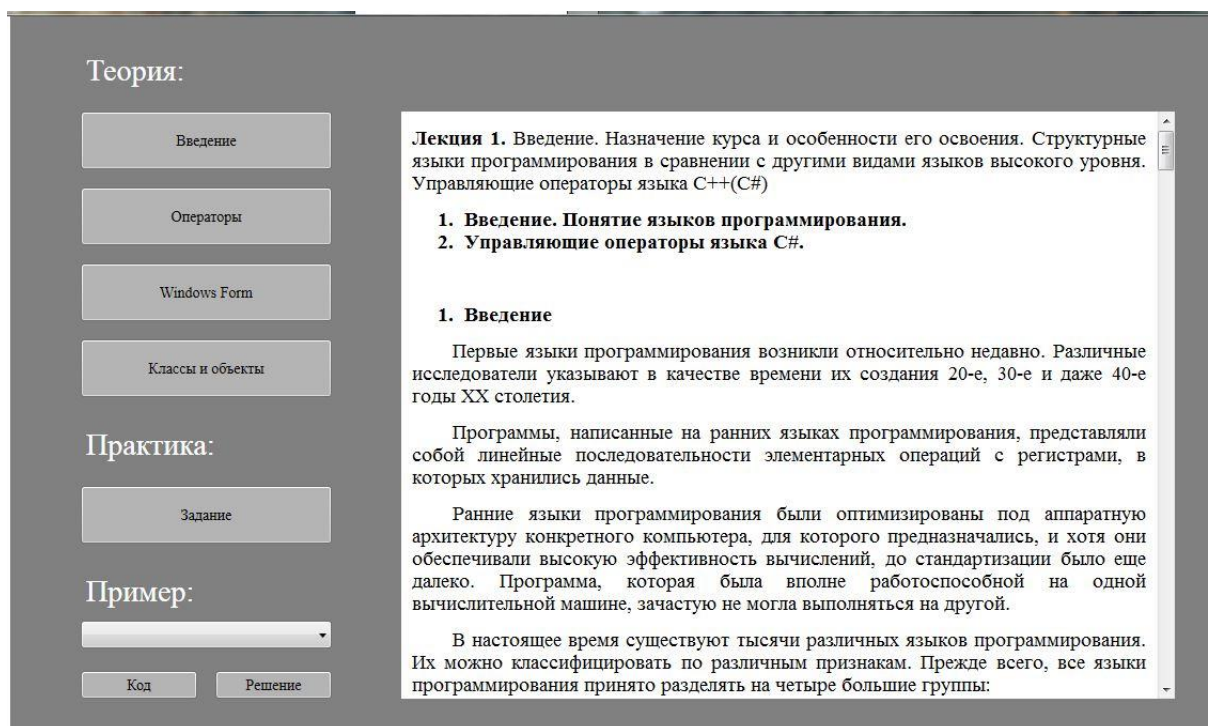 Теория:
Введение
Операторы
Windows Form
Классы и объекты
Практика:
Задание
Пример:
Код
Решение
Лекция 1. Введение. Назначение курса и особенности его освоения. Структурные
языки программирования в сравнении с другими видами языков высокого уровня.
Управляющие операторы языка С++(С#)
1. Введение. Понятие языков программирования.
2. Управляющие операторы языка С#.
1. Введение
Первые языки программирования возникли относительно недавно. Различные
исследователи указывают в качестве времени их создания 20-е, 30-е и даже 40-е
годы XX столетия.
Программы, написанные на ранних языках программирования, представляли
собой линейные последовательности элементарных операций с регистрами, в
которых хранились данные.
Ранние языки программирования были оптимизированы под аппаратную
архитектуру конкретного компьютера, для которого предназначались, и хотя они
обеспечивали высокую эффективность вычислений, до стандартизации было еще
далеко. Программа, которая была вполне работоспособной на одной
вычислительной машине, зачастую не могла выполняться на другой.
В настоящее время существуют тысячи различных языков программирования.
Их можно классифицировать по различным признакам. Прежде всего, все языки
программирования принято разделять на четыре большие группы: